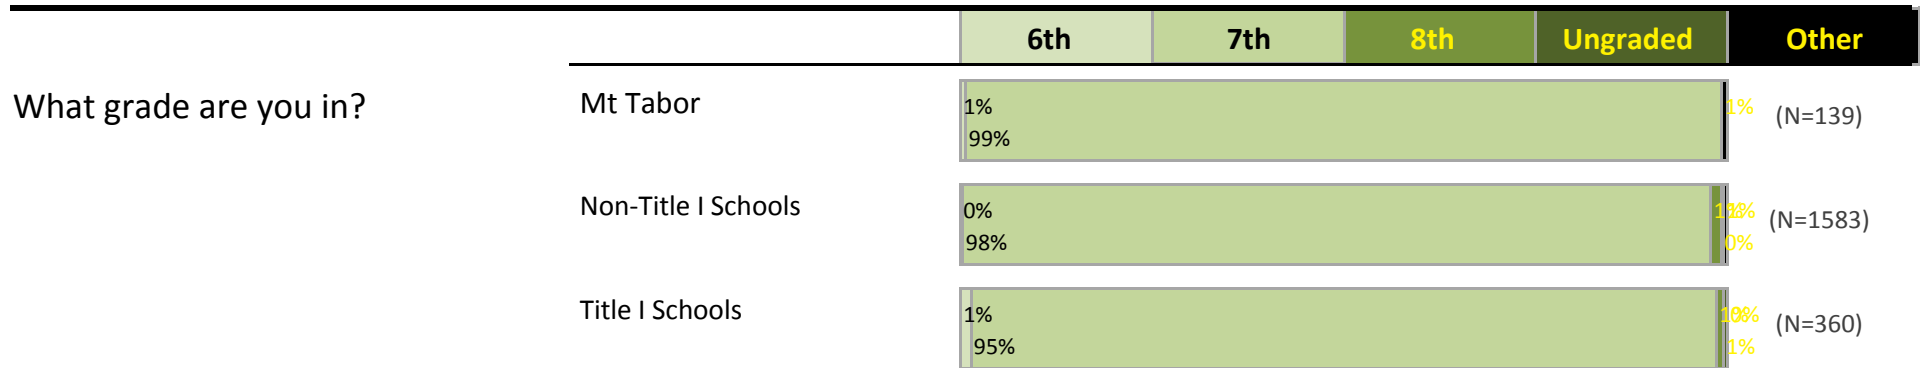 6th 7th 8th Ungraded Other
What grade are you in?
Mt Tabor
1% 1%
99%
(N=139)
Non-Title I Schools
0%
98% 0%
(N=1583)
Title I Schools
1%
95% 1%
(N=360)